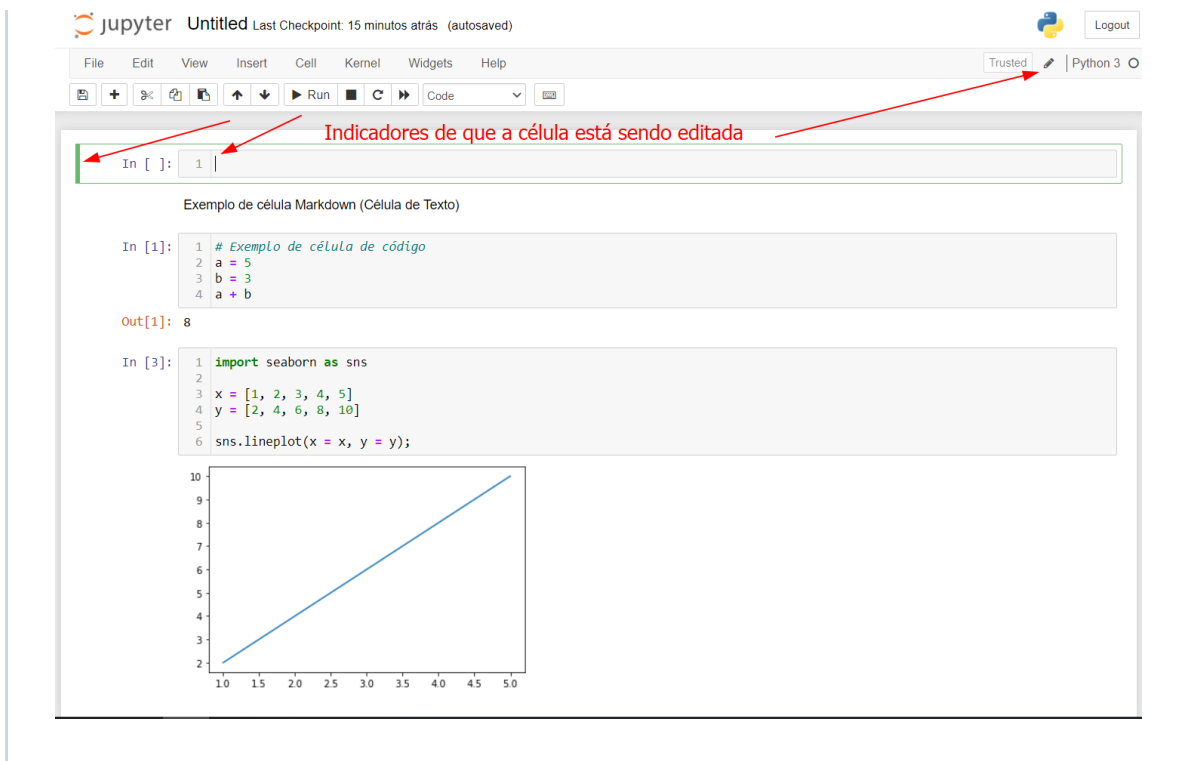 jupyter Untitled Last Checkpoint: 15 minutos atrás (autosaved) Logout
File Edit View Insert Cell Kernel Widgets Help Trusted Python 3
Run Code
Indicadores de que a célula está sendo editada
In [ ]: 1
Exemplo de célula Markdown (Célula de Texto)
In [1]: 1 # Exemplo de célula de código
2 a = 5
3 b = 3
4 a + b
Out[1]: 8
In [3]: 1 import seaborn as sns
2
3 x = [1, 2, 3, 4, 5]
4 y = [2, 4, 6, 8, 10]
5
6 sns.lineplot(x = x, y = y);
10
9
8
7
6
5
4
3
2
1.0 1.5 2.0 2.5 3.0 3.5 4.0 4.5 5.0